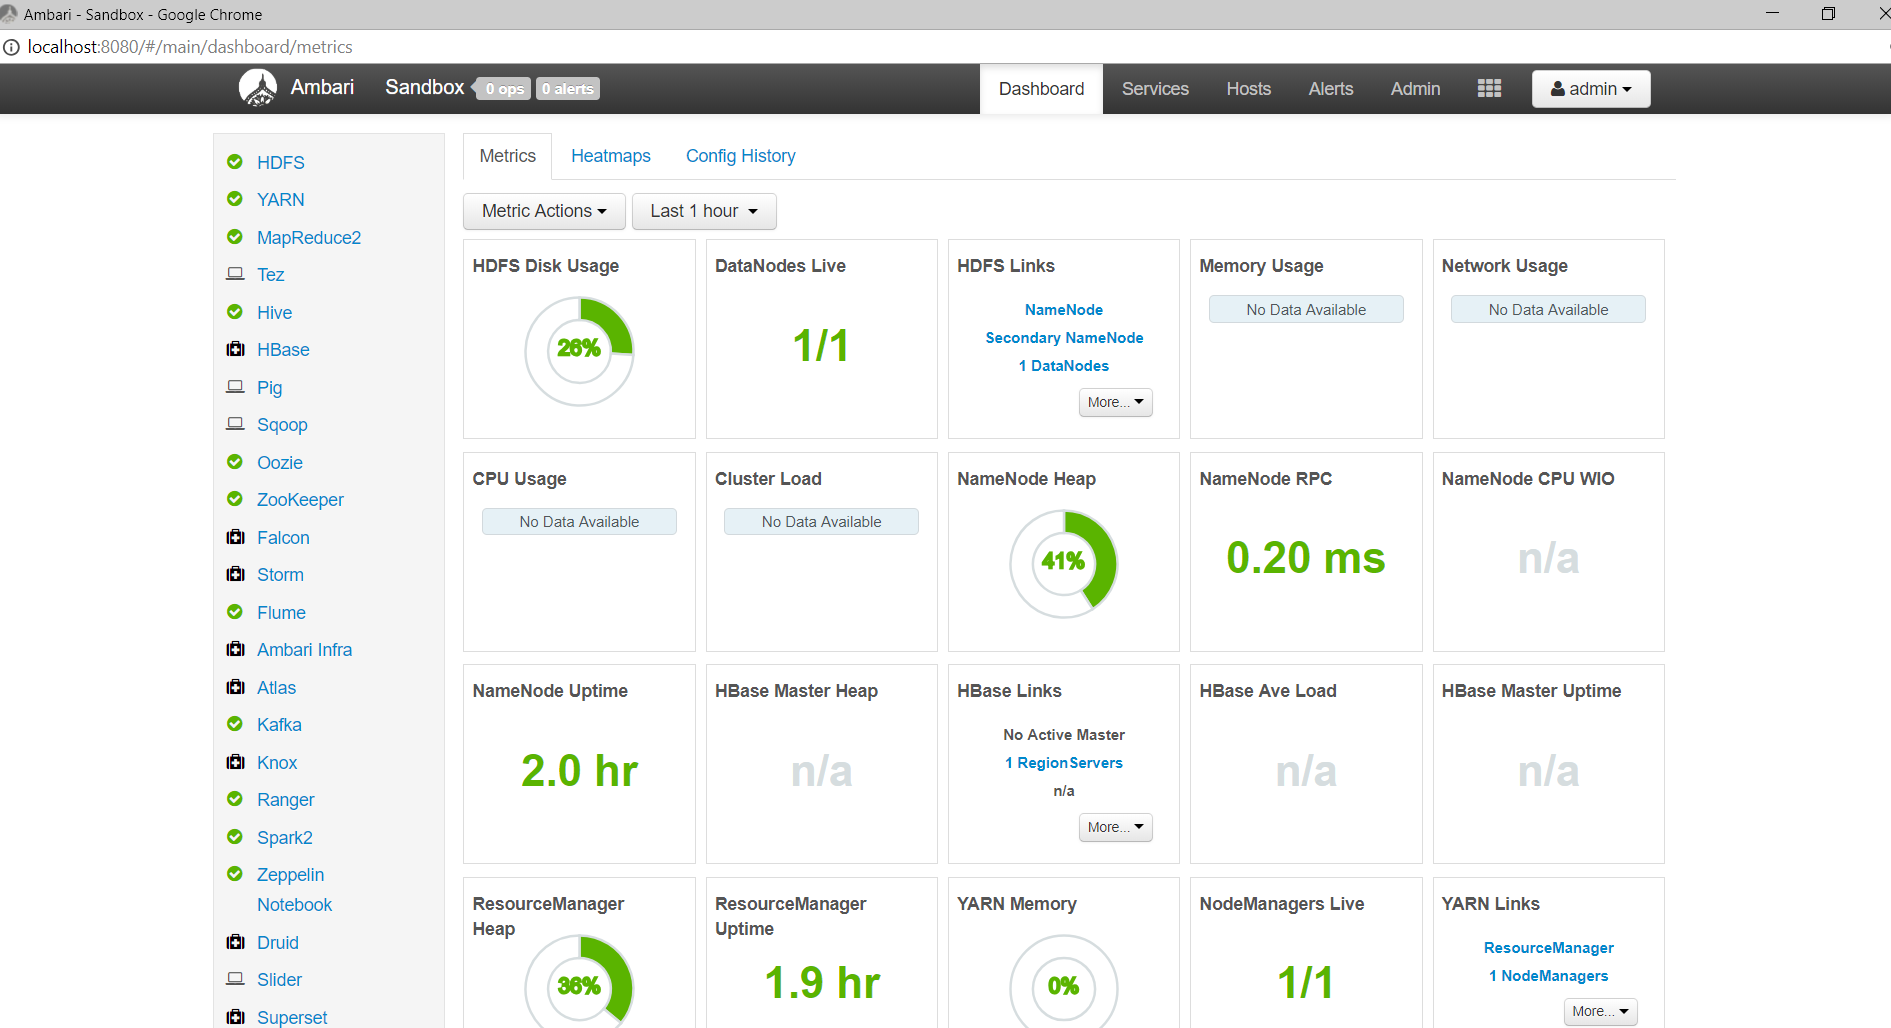 Ambari - Sandbox - Google Chrome
localhost:8080/#/main/dashboard/metrics
Ambari Sandbox 0 ops 0 alerts Dashboard Services Hosts Alerts Admin admin
HDFS
YARN
MapReduce2
Tez
Hive
HBase
Pig
Sqoop
Oozie
ZooKeeper
Falcon
Storm
Flume
Ambari Infra
Atlas
Kafka
Knox
Ranger
Spark2
Zeppelin
Notebook
Druid
Slider
Superset
Metrics Heatmaps Config History
Metric Actions Last 1 hour
HDFS Disk Usage
26%
DataNodes Live
1/1
HDFS Links
NameNode
Secondary NameNode
1 DataNodes
More...
Memory Usage
No Data Available
Network Usage
No Data Available
CPU Usage
No Data Available
Cluster Load
No Data Available
NameNode Heap
41%
NameNode RPC
0.20 ms
NameNode CPU WIO
n/a
NameNode Uptime
2.0 hr
HBase Master Heap
n/a
HBase Links
No Active Master
1 RegionServers
n/a
More...
HBase Ave Load
n/a
HBase Master Uptime
n/a
ResourceManager
Heap
36%
ResourceManager
Uptime
1.9 hr
YARN Memory
0%
NodeManagers Live
1/1
YARN Links
ResourceManager
1 NodeManagers
More...